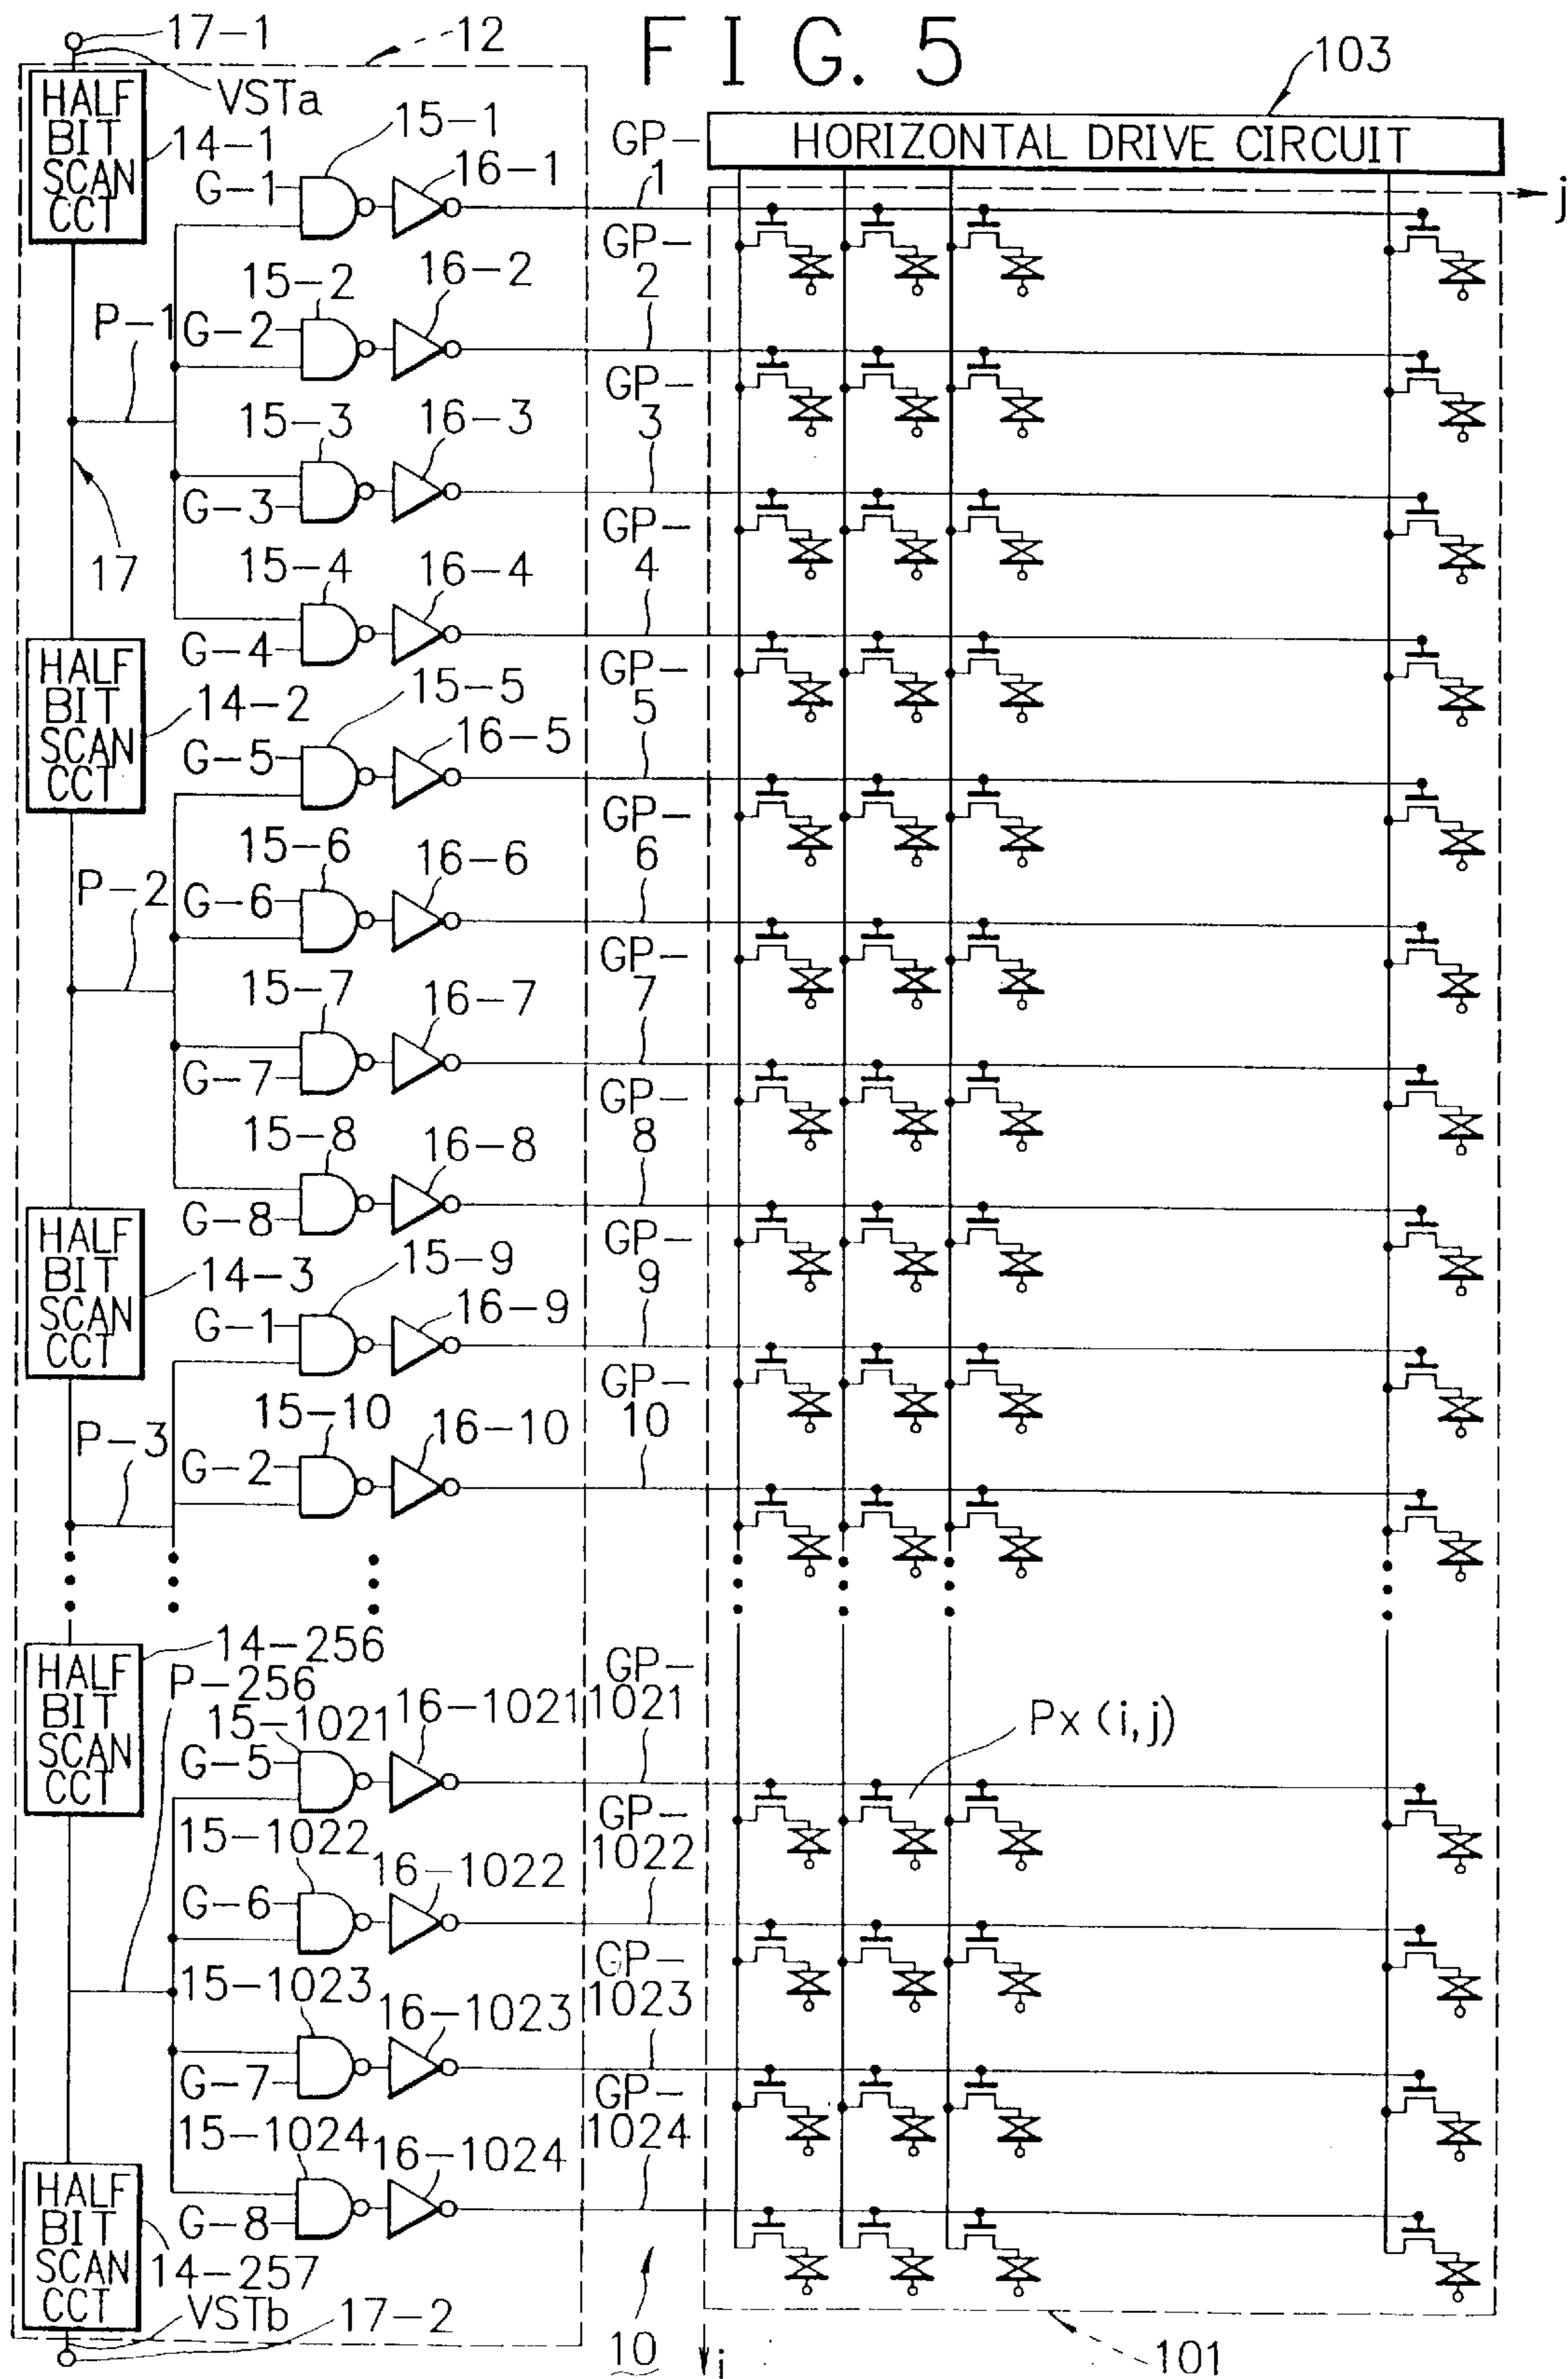 FIG. 5
17-1
12
103
VSTa
HALF
BIT
SCAN
CCT
14-1
15-1
G-1
16-1
GP-
1
HORIZONTAL DRIVE CIRCUIT
j
GP-
2
15-2
16-2
P-1
G-2
GP-
3
15-3
16-3
G-3
17
GP-
4
15-4
16-4
G-4
HALF
BIT
SCAN
CCT
14-2
GP-
5
15-5
16-5
G-5
GP-
6
15-6
16-6
P-2
G-6
GP-
7
15-7
16-7
G-7
GP-
8
15-8
16-8
G-8
HALF
BIT
SCAN
CCT
14-3
GP-
9
15-9
16-9
G-1
GP-
10
15-10
16-10
P-3
G-2
14-256
HALF
BIT
SCAN
CCT
P-256
GP-
1021
15-1021
16-1021
G-5
Px (i,j)
GP-
1022
15-1022
16-1022
G-6
GP-
1023
15-1023
16-1023
G-7
GP-
1024
15-1024
16-1024
G-8
HALF
BIT
SCAN
CCT
14-257
VSTb
17-2
10
i
101